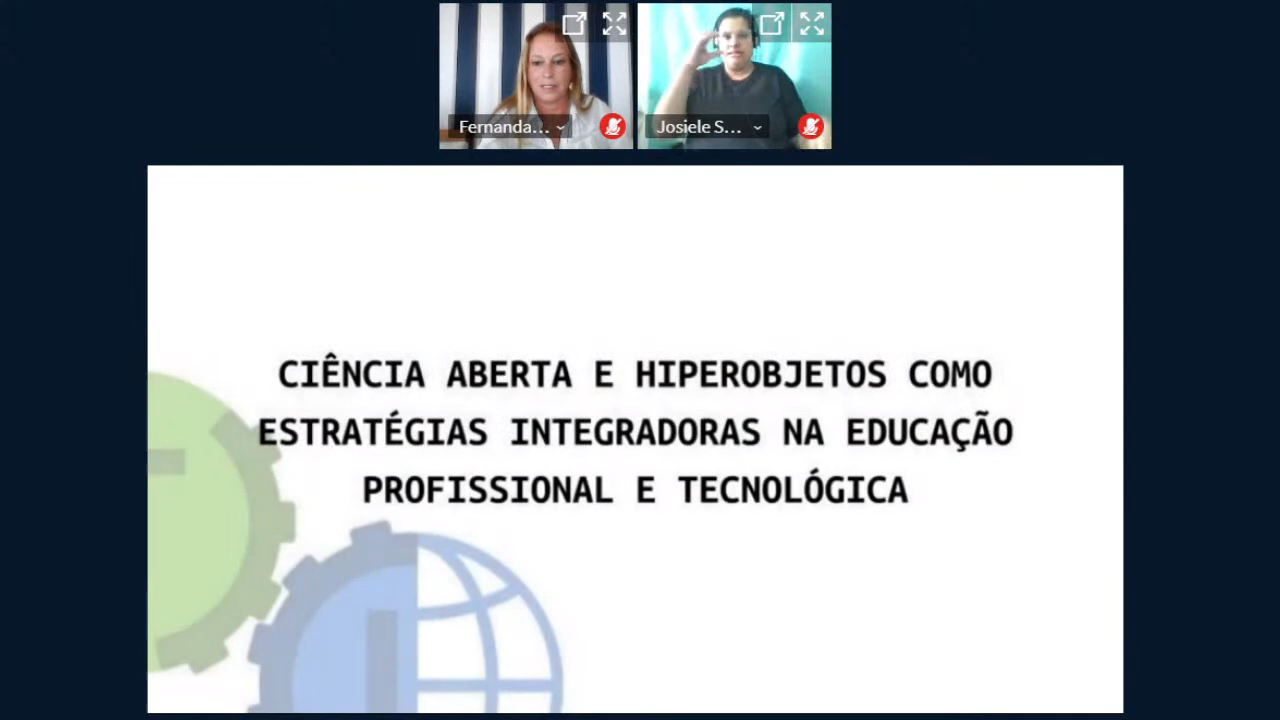 Fernanda...
Josiele S...
CIÊNCIA ABERTA E HIPEROBJETOS COMO
ESTRATÉGIAS INTEGRADORAS NA EDUCAÇÃO
PROFISSIONAL E TECNOLÓGICA